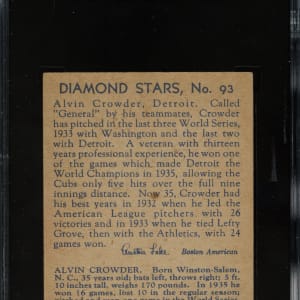 DIAMOND STARS, No. 93
Alvin Crowder, Detroit. Called
"General" by his teammates, Crowder
has pitched in the last three World Series,
1933 with Washington and the last two
with Detroit. A veteran with thirteen
years professional experience, he won
one of the games which made Detroit the
World Champions in 1935, allowing the
Cubs only five hits over the full nine
innings distance. Now 35, Crowder had
his best years in 1932 when he led the
American League pitchers with 26
victories and in 1933 when he tied Lefty
Grove, then with the Athletics, with 24
games won.
Austen Lake
Boston American
ALVIN CROWDER. Born Winston-Salem,
N. C., 35 years old; bats left, throws right; 5 ft.
10 inches tall, weighs 170 pounds. In 1935 he
won 16 games, lost 10 in the regular season;